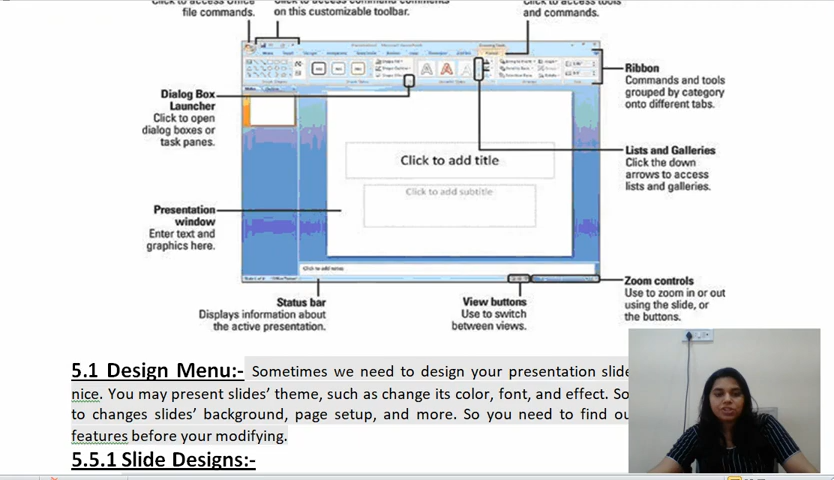 Click to access Office
file commands.
Click to access command comments
on this customizable toolbar.
Click to access tools
and commands.
Dialog Box
Launcher
Click to open
dialog boxes or
task panes.
Ribbon
Commands and tools
grouped by category
onto different tabs.
Click to add title
Click to add subtitle
Lists and Galleries
Click the down
arrows to access
lists and galleries.
Presentation
window
Enter text and
graphics here.
Click to add notes
Status bar
Displays information about
the active presentation.
View buttons
Use to switch
between views.
Zoom controls
Use to zoom in or out
using the slide, or
the buttons.
5.1 Design Menu:- Sometimes we need to design your presentation slide
nice. You may present slides’ theme, such as change its color, font, and effect. So
to changes slides’ background, page setup, and more. So you need to find ou
features before your modifying.
5.5.1 Slide Designs:-